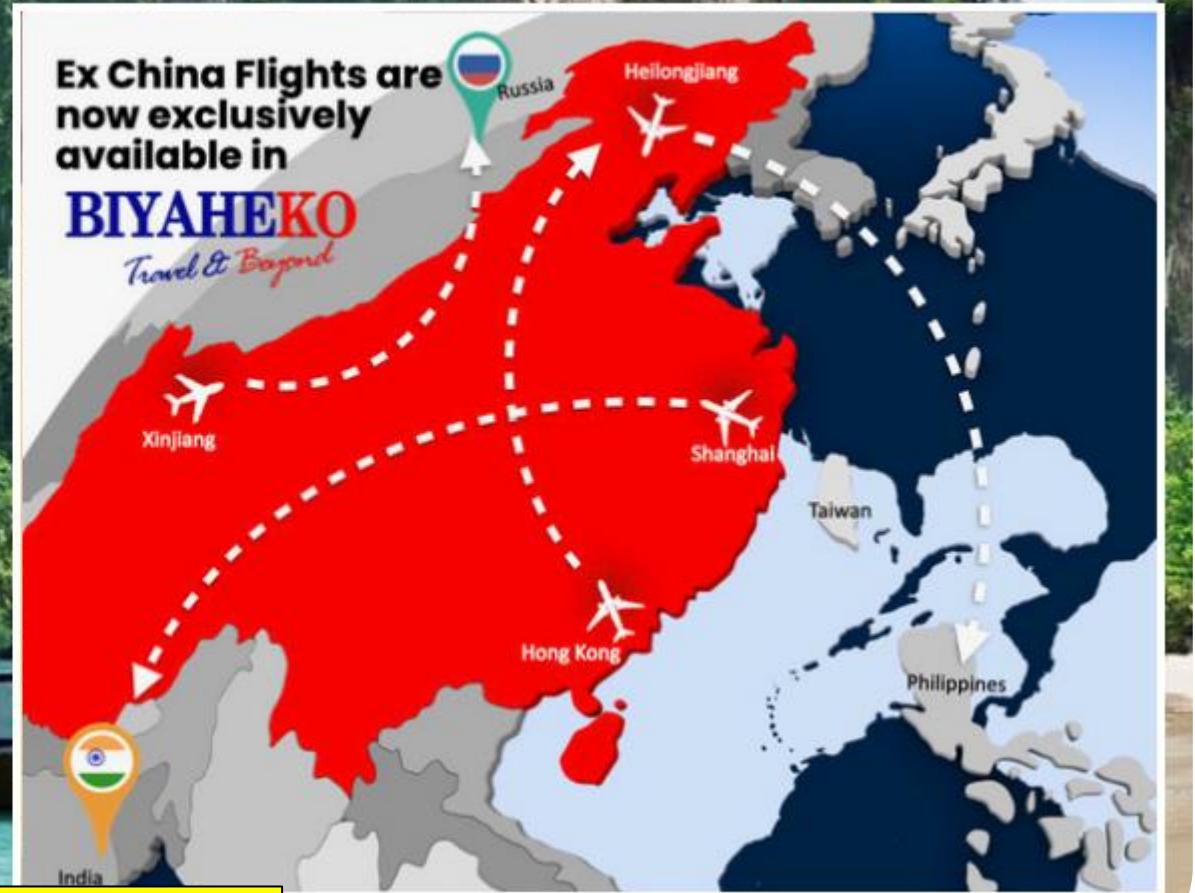 Ex China Flights are
now exclusively
available in
BIYAHEKO
Travel & Beyond
Russia
Heilongjiang
Xinjiang
Shanghai
Taiwan
Hong Kong
Philippines
India